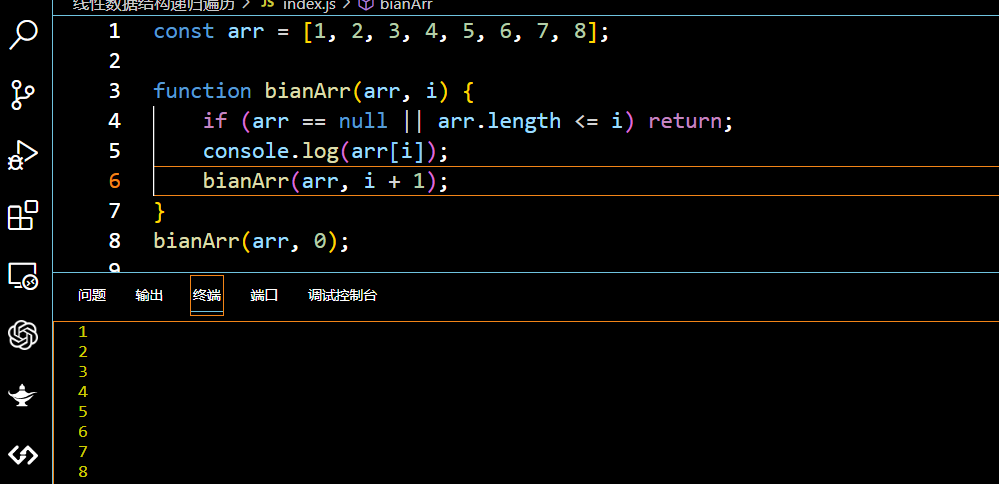 线性数据结构递归遍历 > JS index.js > bianArr
1 const arr = [1, 2, 3, 4, 5, 6, 7, 8];
2
3 function bianArr(arr, i) {
4 if (arr == null || arr.length <= i) return;
5 console.log(arr[i]);
6 bianArr(arr, i + 1);
7 }
8 bianArr(arr, 0);
9
问题 输出 终端 端口 调试控制台
1
2
3
4
5
6
7
8